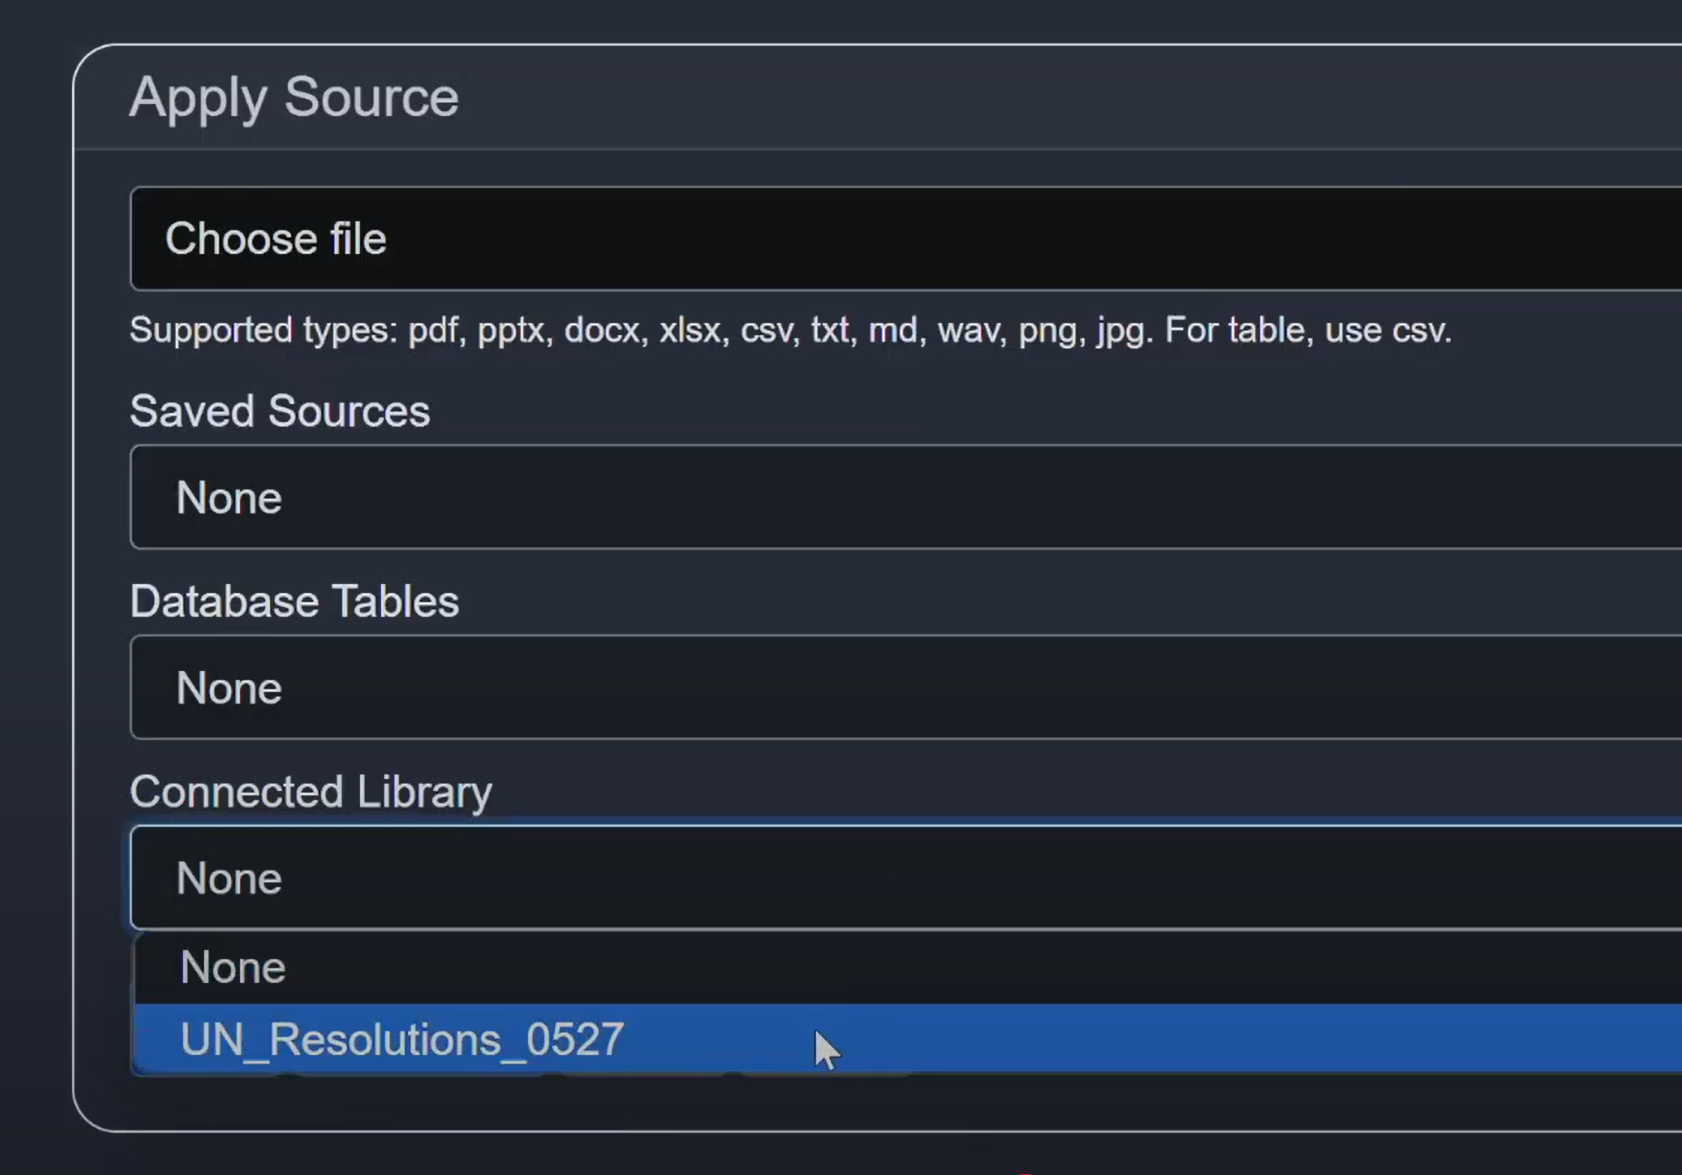 Apply Source
Choose file
Supported types: pdf, pptx, docx, xlsx, csv, txt, md, wav, png, jpg. For table, use csv.
Saved Sources
None
Database Tables
None
Connected Library
None
None
UN_Resolutions_0527